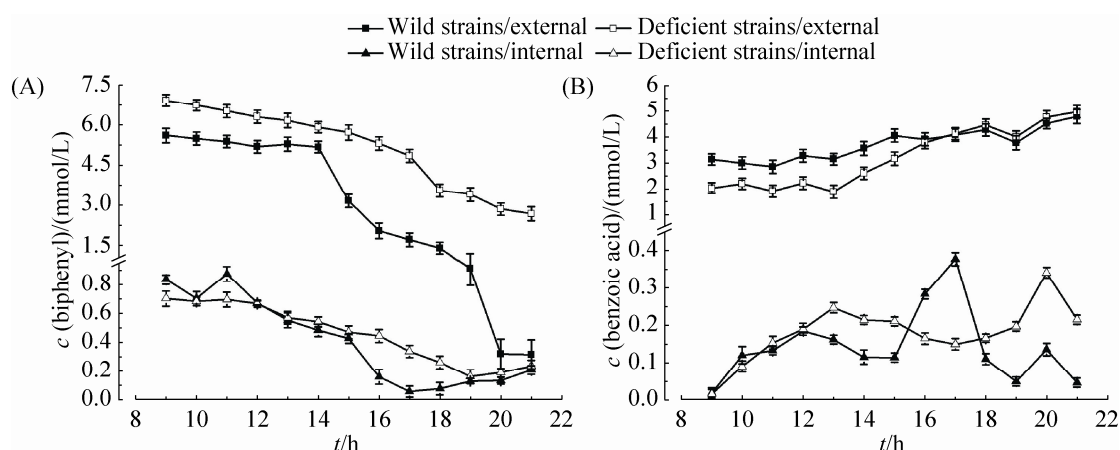 Wild strains/external Deficient strains/external
Wild strains/internal Deficient strains/internal
(A)
c (biphenyl)/(mmol/L)
7.5
6.0
4.5
3.0
1.5
0.8
0.6
0.4
0.2
0.0
8 10 12 14 16 18 20 22
t/h
(B)
c (benzoic acid)/(mmol/L)
6
5
4
3
2
1
0.4
0.3
0.2
0.1
0.0
8 10 12 14 16 18 20 22
t/h